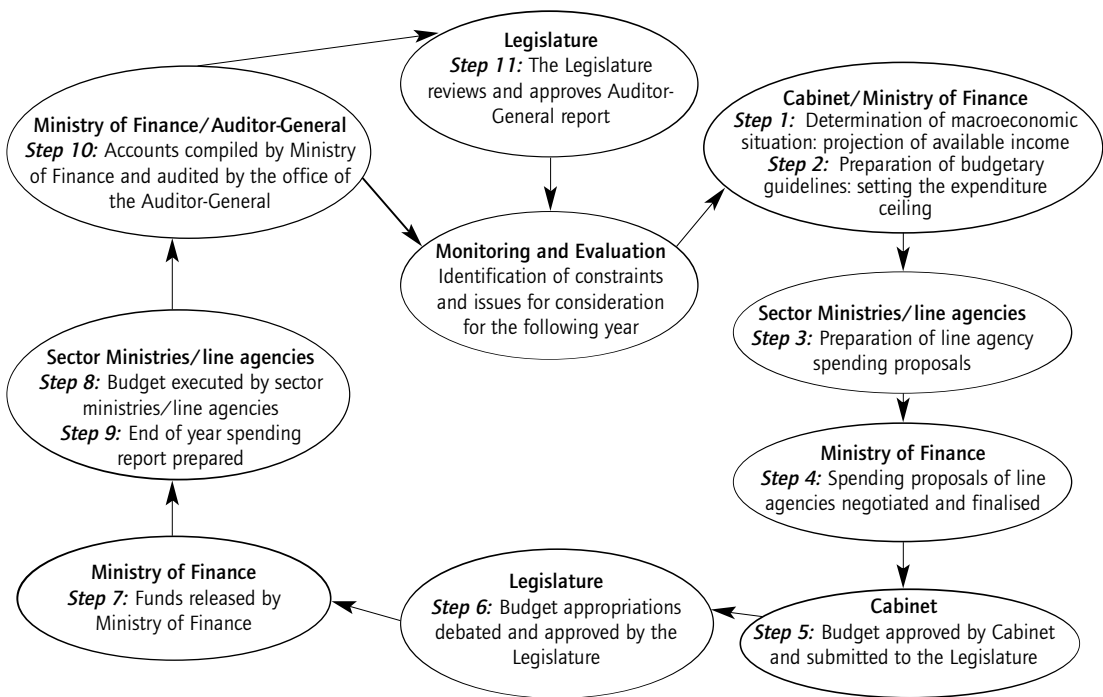 Legislature
Step 11: The Legislature
reviews and approves Auditor-
General report
Cabinet/Ministry of Finance
Step 1: Determination of macroeconomic
situation: projection of available income
Step 2: Preparation of budgetary
guidelines: setting the expenditure
ceiling
Sector Ministries/line agencies
Step 3: Preparation of line agency
spending proposals
Ministry of Finance
Step 4: Spending proposals of line
agencies negotiated and finalised
Cabinet
Step 5: Budget approved by Cabinet
and submitted to the Legislature
Legislature
Step 6: Budget appropriations
debated and approved by the
Legislature
Ministry of Finance
Step 7: Funds released by
Ministry of Finance
Sector Ministries/line agencies
Step 8: Budget executed by sector
ministries/line agencies
Step 9: End of year spending
report prepared
Ministry of Finance/Auditor-General
Step 10: Accounts compiled by Ministry
of Finance and audited by the office of
the Auditor-General
Monitoring and Evaluation
Identification of constraints
and issues for consideration
for the following year